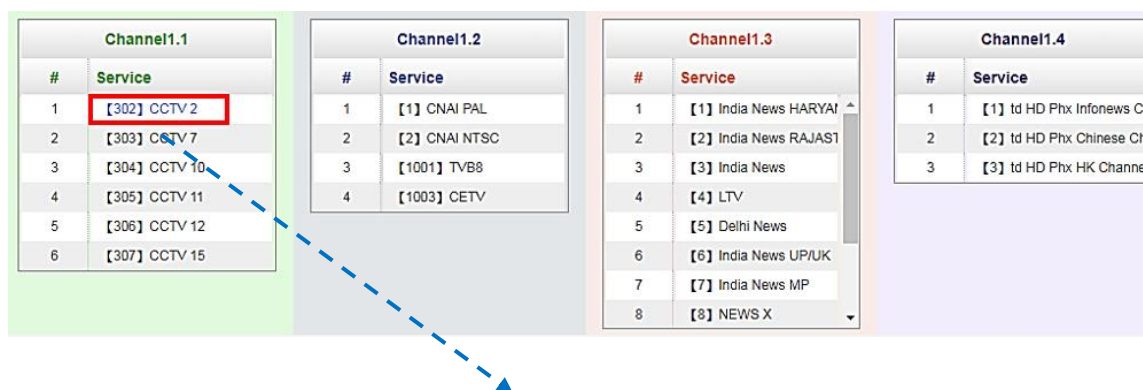 Channel1.1
# Service
1 【302】 CCTV 2
2 【303】 CCTV 7
3 【304】 CCTV 10
4 【305】 CCTV 11
5 【306】 CCTV 12
6 【307】 CCTV 15
Channel1.2
# Service
1 【1】 CNAI PAL
2 【2】 CNAI NTSC
3 【1001】 TVB8
4 【1003】 CETV
Channel1.3
# Service
1 【1】 India News
2 【2】 India News
3 【3】 India News
4 【4】 LTV
5 【5】 Delhi News
6 【6】 India News UP/UK
7 【7】 India News MP
8 【8】 NEWS X
Channel1.4
# Service
1 【1】 td HD Phx Infonews
2 【2】 td HD Phx Chinese
3 【3】 td HD Phx HK